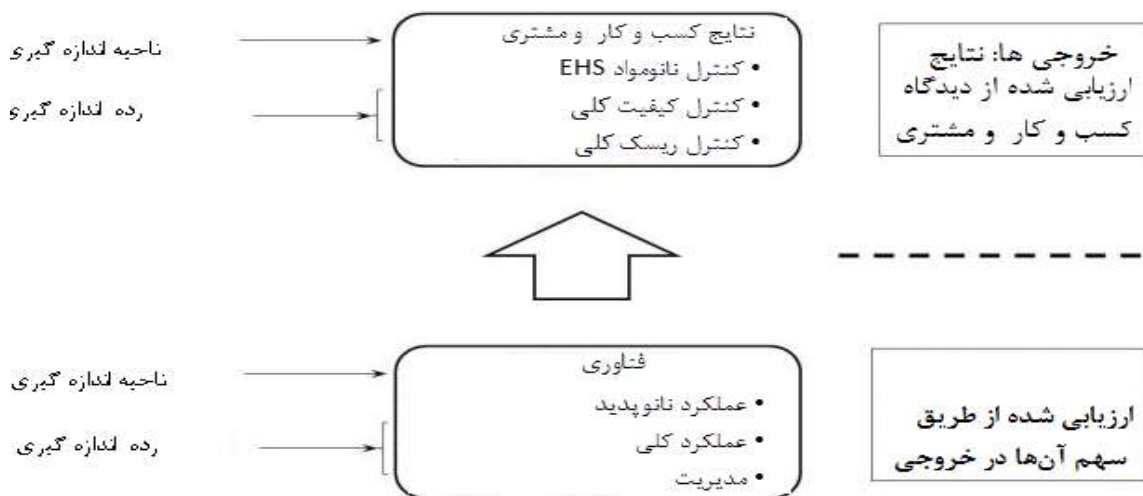 خروجی ها: نتایج
ارزیابی شده از دیدگاه
کسب و کار و مشتری
نتایج کسب و کار و مشتری
• کنترل نانومواد EHS
• کنترل کیفیت کلی
• کنترل ریسک کلی
ناحیه اندازه گیری
رده اندازه گیری
ارزیابی شده از طریق
سهم آن‌ها در خروجی
فناوری
• عملکرد نانوپدید
• عملکرد کلی
• مدیریت
ناحیه اندازه گیری
رده اندازه گیری